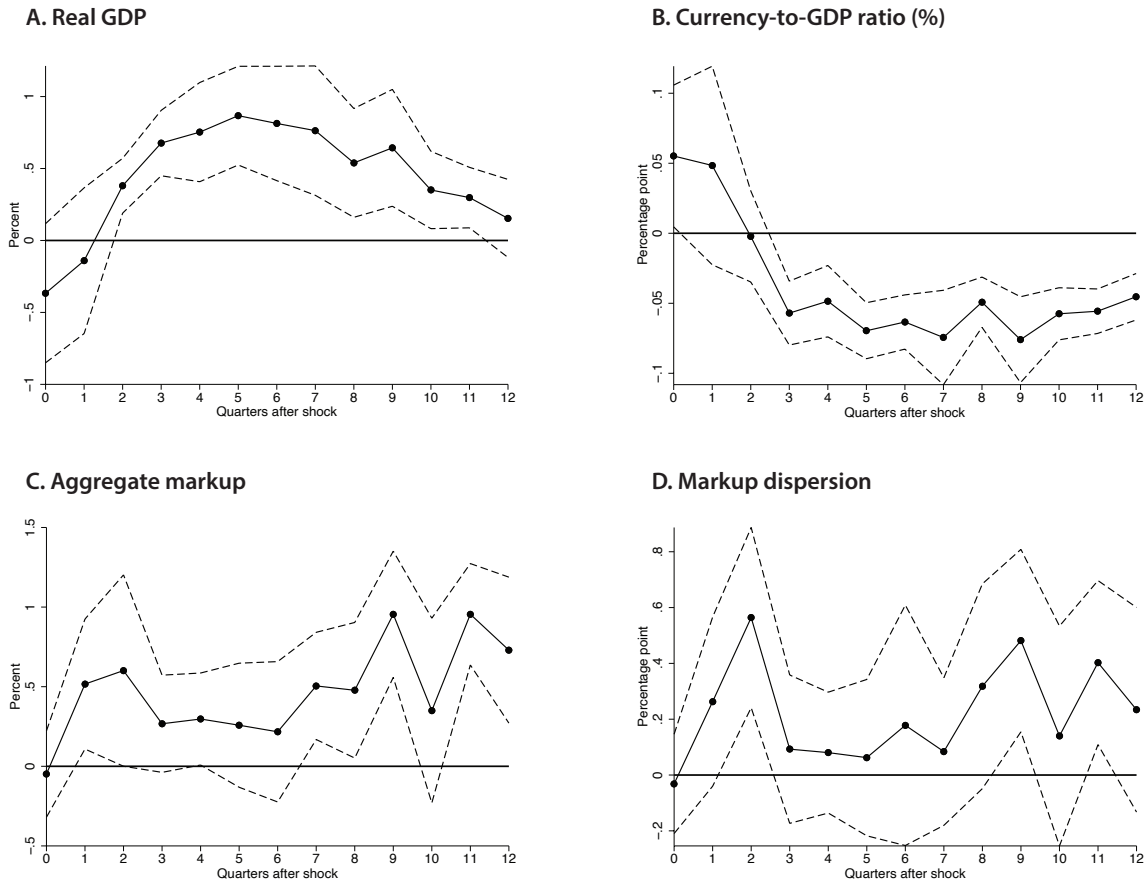 A. Real GDP
Percent
1
.5
0
-.5
-1
0 1 2 3 4 5 6 7 8 9 10 11 12
Quarters after shock
B. Currency-to-GDP ratio (%)
Percentage point
.1
.05
0
-.05
-.1
0 1 2 3 4 5 6 7 8 9 10 11 12
Quarters after shock
C. Aggregate markup
Percent
1.5
1
.5
0
-.5
0 1 2 3 4 5 6 7 8 9 10 11 12
Quarters after shock
D. Markup dispersion
Percentage point
.8
.6
.4
.2
0
-.2
0 1 2 3 4 5 6 7 8 9 10 11 12
Quarters after shock